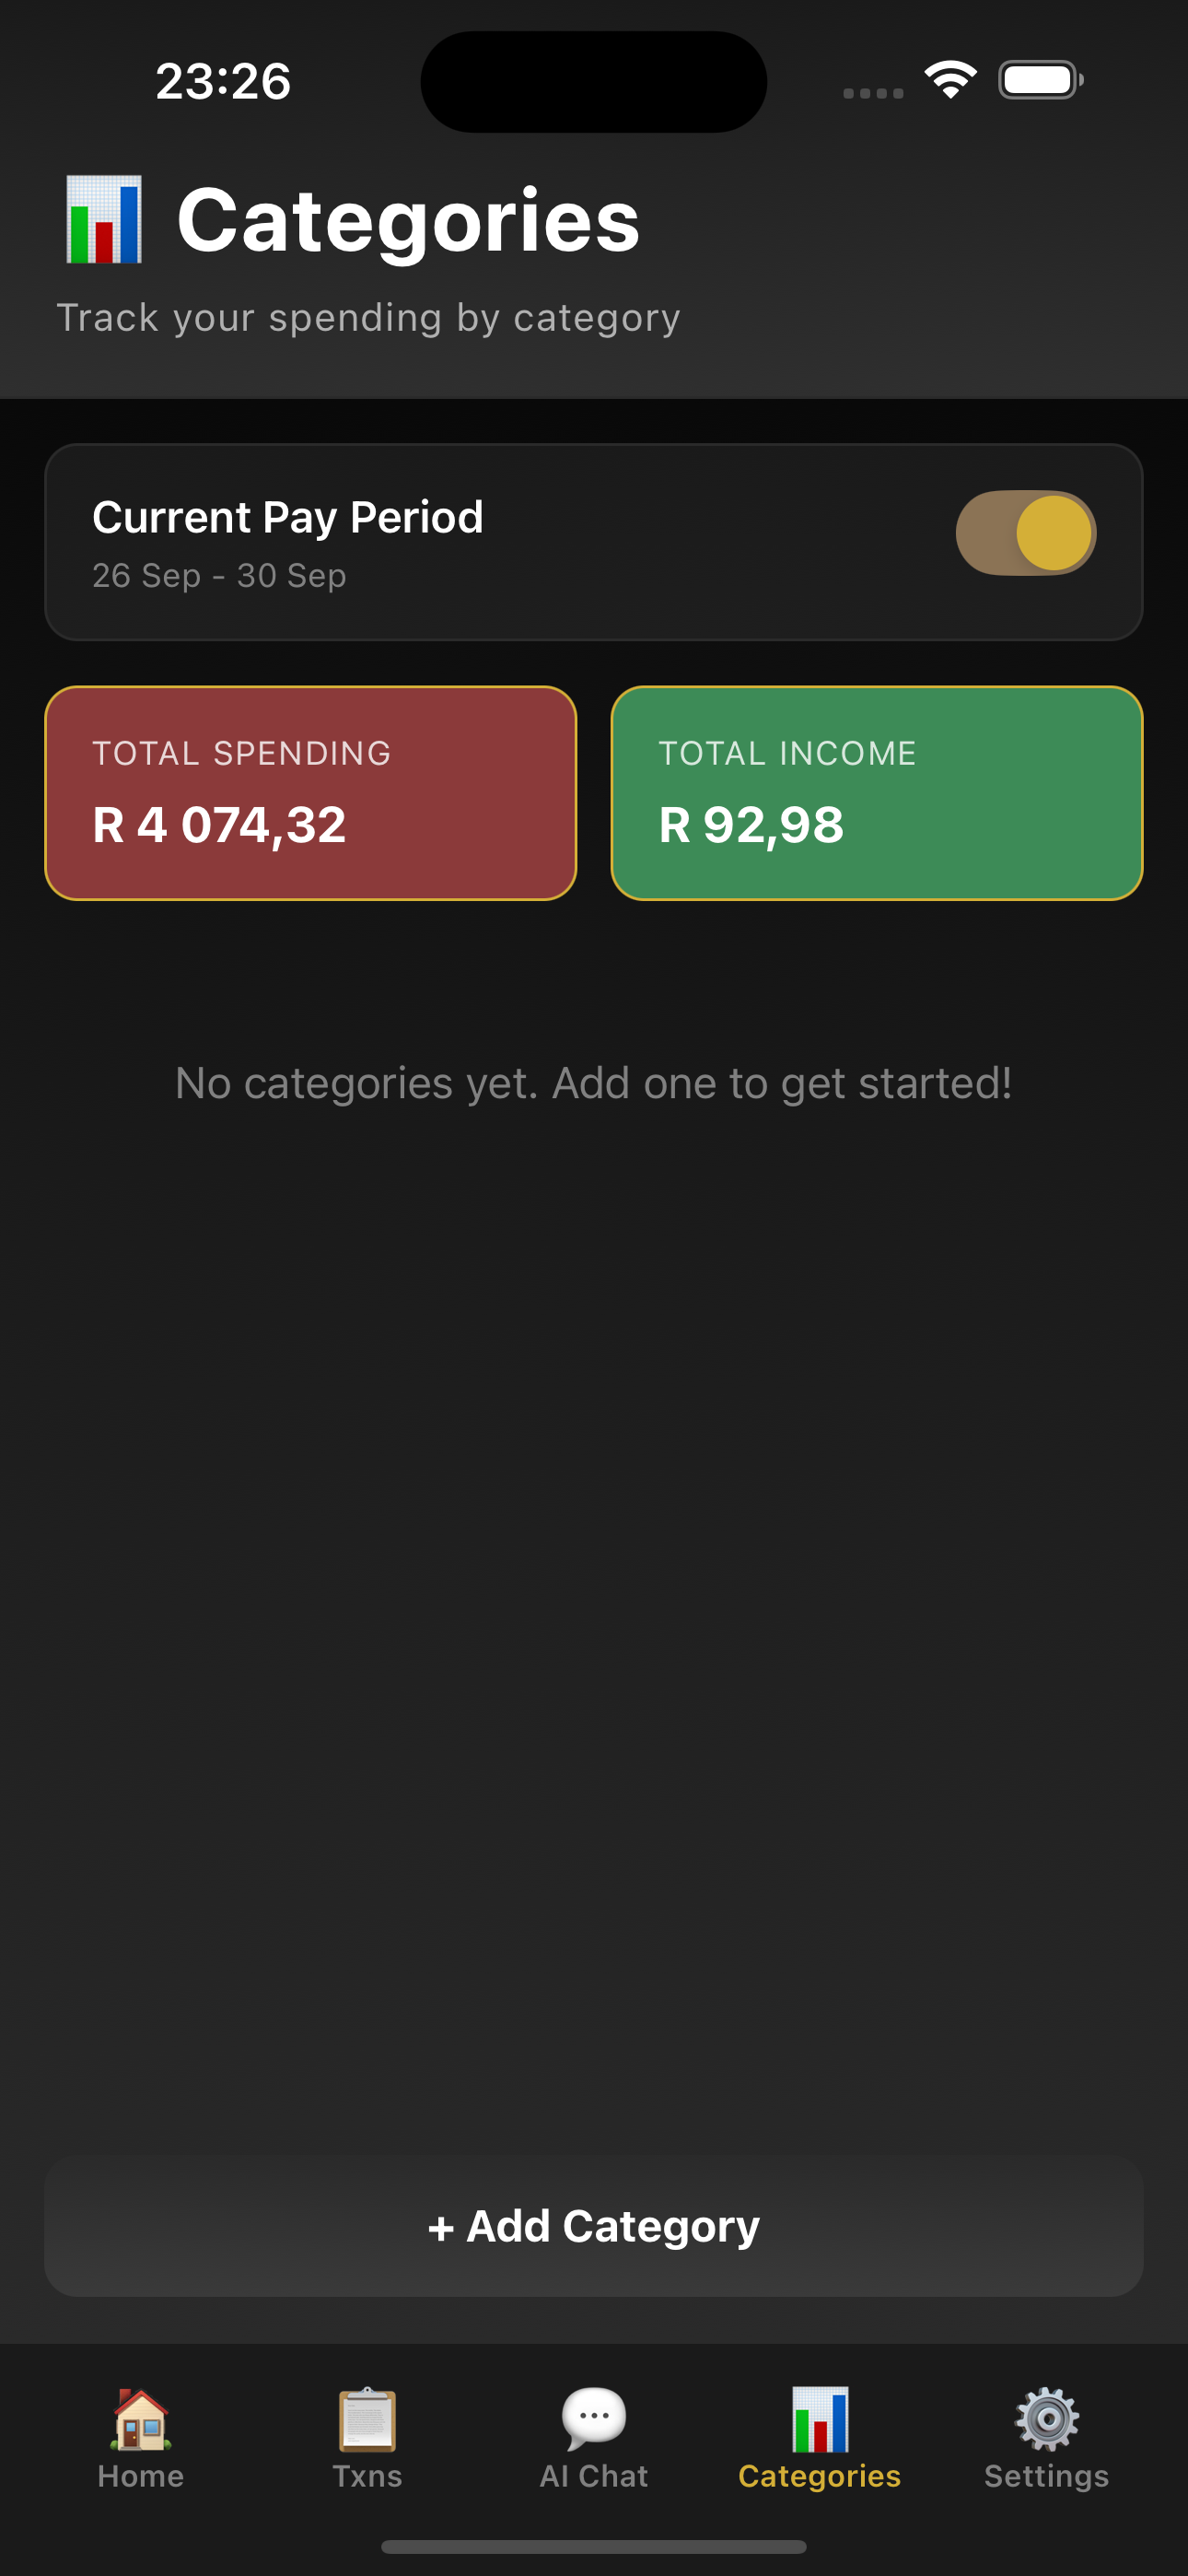 23:26
Categories
Track your spending by category
Current Pay Period
26 Sep - 30 Sep
TOTAL SPENDING
R 4 074,32
TOTAL INCOME
R 92,98
No categories yet. Add one to get started!
+ Add Category
Home
Txns
AI Chat
Categories
Settings